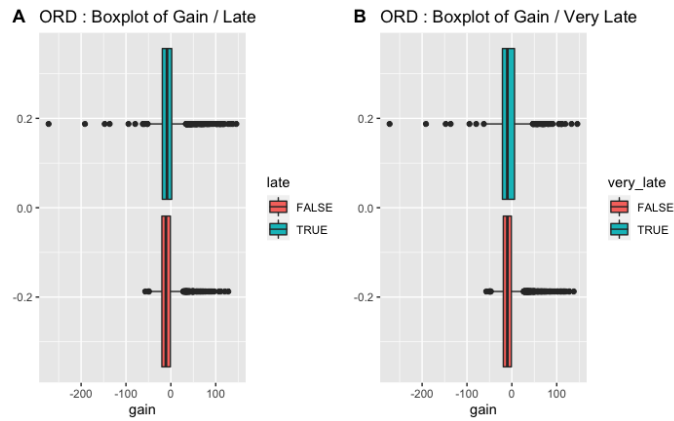 A ORD : Boxplot of Gain / Late
0.2
0.0
-0.2
-200 -100 0 100
gain
late
FALSE
TRUE
B ORD : Boxplot of Gain / Very Late
0.2
0.0
-0.2
-200 -100 0 100
gain
very_late
FALSE
TRUE